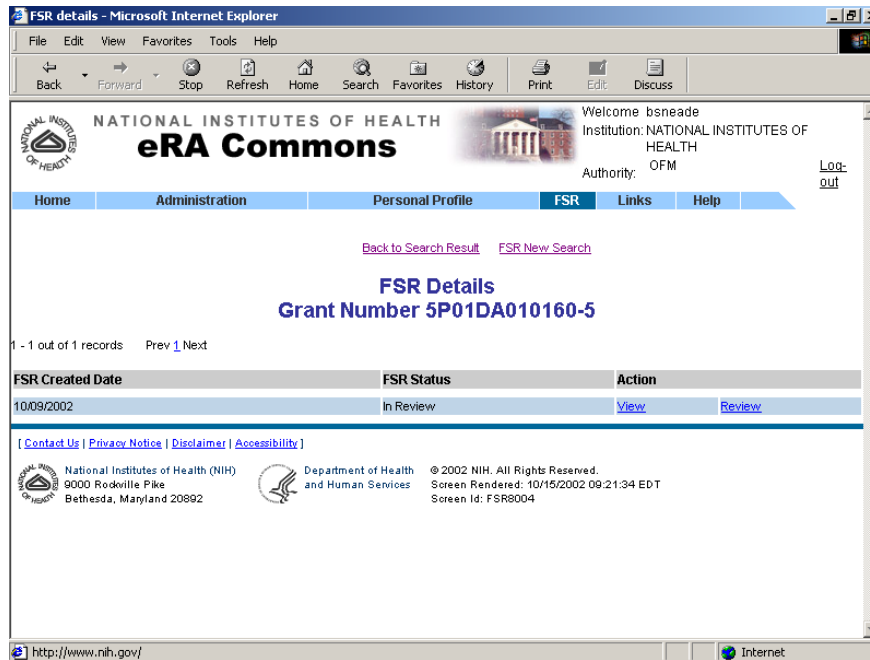 FSR details - Microsoft Internet Explorer
File Edit View Favorites Tools Help
Back Forward Stop Refresh Home Search Favorites History Print Edit Discuss
NATIONAL INSTITUTES OF HEALTH
eRA Commons
Welcome bsneade
Institution: NATIONAL INSTITUTES OF HEALTH
Authority: OFM
Log-out
Home Administration Personal Profile FSR Links Help
Back to Search Result FSR New Search
FSR Details
Grant Number 5P01DA010160-5
1 - 1 out of 1 records Prev 1 Next
FSR Created Date FSR Status Action
10/09/2002 In Review View Review
[ Contact Us | Privacy Notice | Disclaimer | Accessibility ]
National Institutes of Health (NIH)
9000 Rockville Pike
Bethesda, Maryland 20892
Department of Health
and Human Services
© 2002 NIH. All Rights Reserved.
Screen Rendered: 10/15/2002 09:21:34 EDT
Screen Id: FSR8004
http://www.nih.gov/ Internet